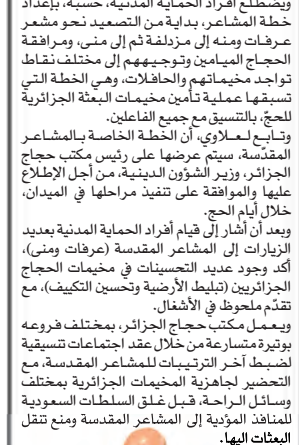 ويضطلع أفراد الحماية المدنية، حسبه، بإعداد
خطة المشاعر، بداية من التصعيد نحو مشعر
عرفات ومنه إلى مزدلفة ثم إلى منى، ومرافقة
الحجاج الميامين وتوجيههم إلى مختلف نقاط
تواجد مخيماتهم والحافلات، وهي الخطة التي
تسبقها عملية تأمين مخيمات البعثة الجزائرية
للحج، بالتنسيق مع جميع الفاعلين.
وتابع لعلاوي، أن الخطة الخاصة بالمشاعر
المقدّسة، سيتم عرضها على رئيس مكتب حجاج
الجزائر، وزير الشؤون الدينية، من أجل الإطلاع
عليها والموافقة على تنفيذ مراحلها في الميدان،
خلال أيام الحج.
وبعد أن أشار إلى قيام أفراد الحماية المدنية بعديد
الزيارات إلى المشاعر المقدسة (عرفات ومنى)،
أكد وجود عديد التحسينات في مخيمات الحجاج
الجزائريين (تبليط الأرضية وتحسين التكييف)، مع
تقدّم ملحوظ في الأشغال.
ويعمل مكتب حجاج الجزائر، بمختلف فروعه
بوتيرة متسارعة من خلال عقد اجتماعات تنسيقية
لضبط آخر الترتيبات للمشاعر المقدسة، مع
التحضير لجاهزية المخيمات الجزائرية بمختلف
وسائل الراحة، قبل غلق السلطات السعودية
للمنافذ المؤدية إلى المشاعر المقدسة ومنع تنقل
البعثات اليها.